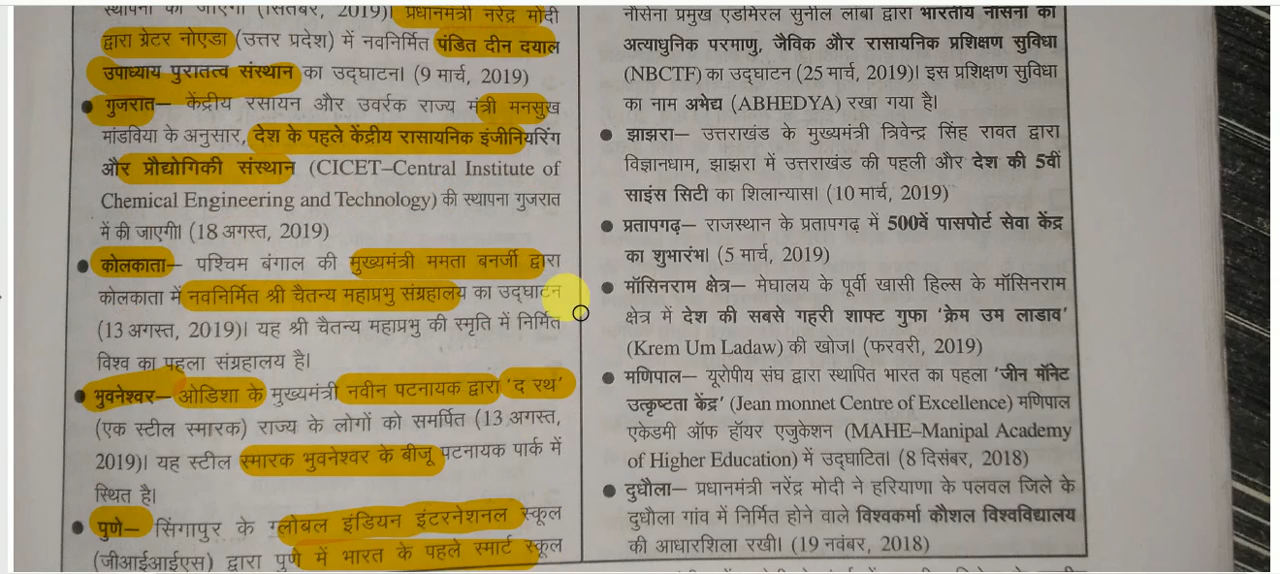 स्थापना की जाएगी (सितंबर, 2019)। प्रधानमंत्री नरेंद्र मोदी
द्वारा ग्रेटर नोएडा (उत्तर प्रदेश) में नवनिर्मित पंडित दीन दयाल
उपाध्याय पुरातत्व संस्थान का उद्घाटन। (9 मार्च, 2019)
● गुजरात– केंद्रीय रसायन और उवर्रक राज्य मंत्री मनसुख
मांडविया के अनुसार, देश के पहले केंद्रीय रासायनिक इंजीनियरिंग
और प्रौद्योगिकी संस्थान (CICET–Central Institute of
Chemical Engineering and Technology) की स्थापना गुजरात
में की जाएगी। (18 अगस्त, 2019)
● कोलकाता– पश्चिम बंगाल की मुख्यमंत्री ममता बनर्जी द्वारा
कोलकाता में नवनिर्मित श्री चैतन्य महाप्रभु संग्रहालय का उद्घाटन
(13 अगस्त, 2019)। यह श्री चैतन्य महाप्रभु की स्मृति में निर्मित
विश्व का पहला संग्रहालय है।
● भुवनेश्वर– ओडिशा के मुख्यमंत्री नवीन पटनायक द्वारा ‘द रथ’
(एक स्टील स्मारक) राज्य के लोगों को समर्पित (13 अगस्त,
2019)। यह स्टील स्मारक भुवनेश्वर के बीजू पटनायक पार्क में
स्थित है।
● पुणे– सिंगापुर के ग्लोबल इंडियन इंटरनेशनल स्कूल
(जीआईआईएस) द्वारा पुणे में भारत के पहले स्मार्ट स्कूल
नौसेना प्रमुख एडमिरल सुनील लांबा द्वारा भारतीय नौसेना की
अत्याधुनिक परमाणु, जैविक और रासायनिक प्रशिक्षण सुविधा
(NBCTF) का उद्घाटन (25 मार्च, 2019)। इस प्रशिक्षण सुविधा
का नाम अभेद्य (ABHEDYA) रखा गया है।
● झाझरा– उत्तराखंड के मुख्यमंत्री त्रिवेन्द्र सिंह रावत द्वारा
विज्ञानधाम, झाझरा में उत्तराखंड की पहली और देश की 5वीं
साइंस सिटी का शिलान्यास। (10 मार्च, 2019)
● प्रतापगढ़– राजस्थान के प्रतापगढ़ में 500वें पासपोर्ट सेवा केंद्र
का शुभारंभ। (5 मार्च, 2019)
● मॉसिनराम क्षेत्र– मेघालय के पूर्वी खासी हिल्स के मॉसिनराम
क्षेत्र में देश की सबसे गहरी शाफ्ट गुफा ‘क्रेम उम लाडाव’
(Krem Um Ladaw) की खोज। (फरवरी, 2019)
● मणिपाल– यूरोपीय संघ द्वारा स्थापित भारत का पहला ‘जीन मॉनेट
उत्कृष्टता केंद्र’ (Jean monnet Centre of Excellence) मणिपाल
एकेडमी ऑफ हॉयर एजुकेशन (MAHE–Manipal Academy
of Higher Education) में उद्घाटित। (8 दिसंबर, 2018)
● दुधौला– प्रधानमंत्री नरेंद्र मोदी ने हरियाणा के पलवल जिले के
दुधौला गांव में निर्मित होने वाले विश्वकर्मा कौशल विश्वविद्यालय
की आधारशिला रखी। (19 नवंबर, 2018)